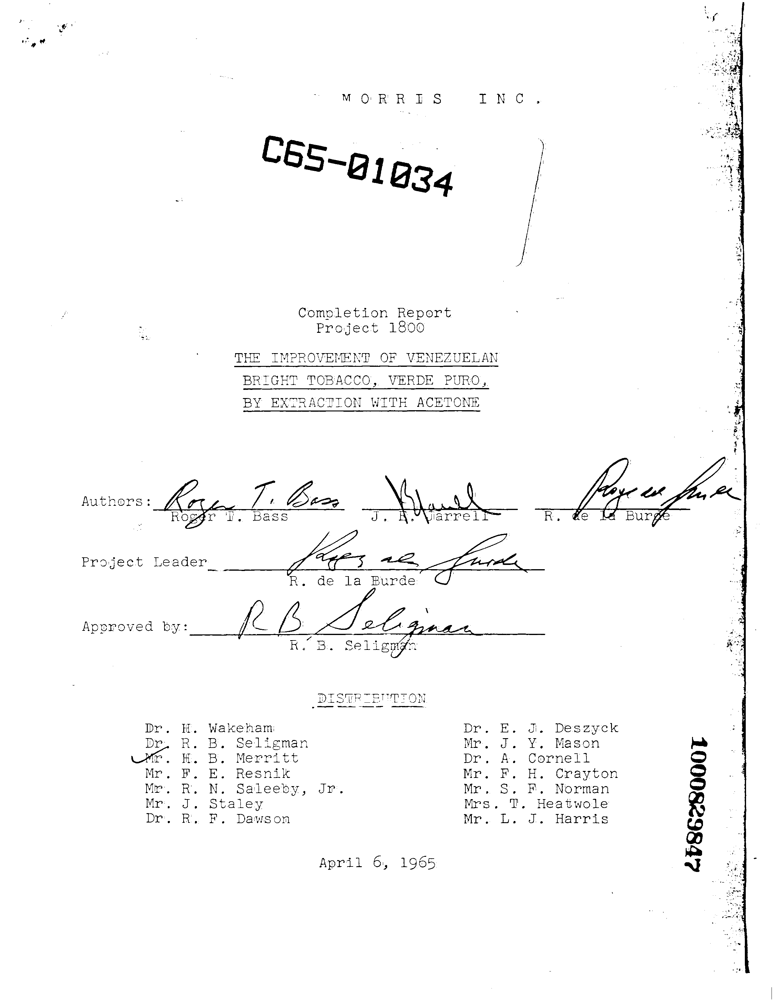 MORRIS INC.
C65-01034
Completion Report
Project 1800
THE IMPROVEMENT OF VENEZUELAN
BRIGHT TOBACCO, VERDE PURO,
BY EXTRACTION WITH ACETONE
Authors: Roger T. Bass
Roger T. Bass J. H. Jarrell R. de la Burde
Project Leader
R. de la Burde
Approved by: R B Seligman
R. B. Seligman
DISTRIBUTION
Dr. H. Wakeham
Dr. R. B. Seligman
Mr. H. B. Merritt
Mr. F. E. Resnik
Mr. R. N. Saleeby, Jr.
Mr. J. Staley
Dr. R. F. Dawson
Dr. E. J. Deszyck
Mr. J. Y. Mason
Dr. A. Cornell
Mr. F. H. Crayton
Mr. S. F. Norman
Mrs. T. Heatwole
Mr. L. J. Harris
April 6, 1965
1000829847